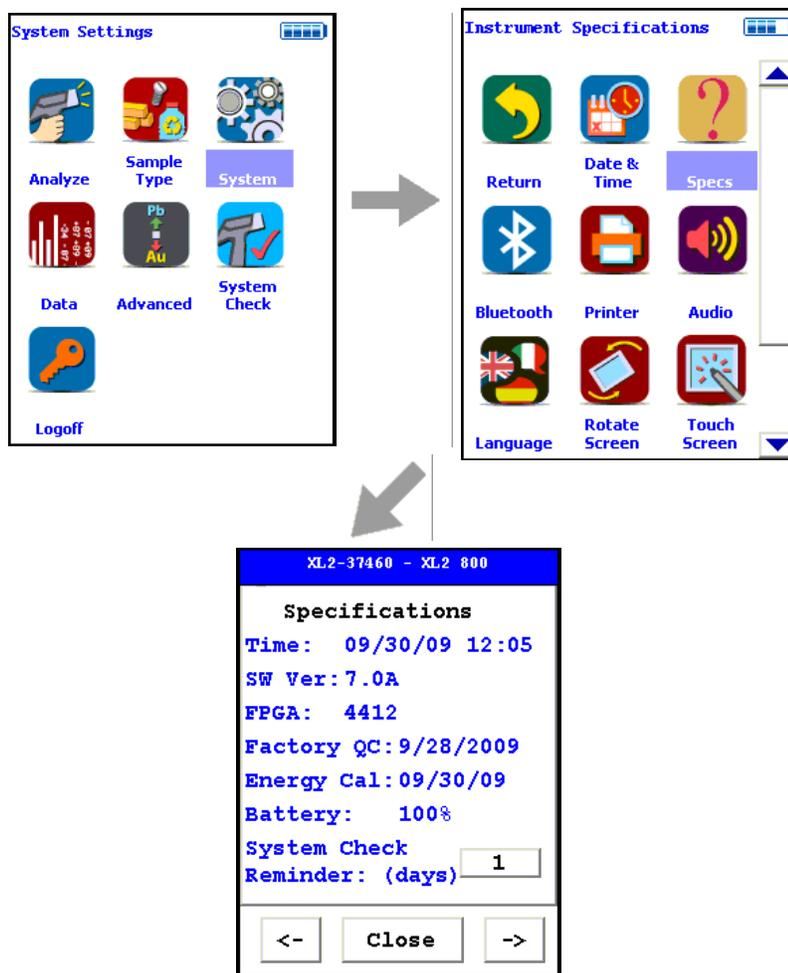 System Settings
Analyze
Sample Type
System
Pb
Au
Data
Advanced
System Check
Logoff
Instrument Specifications
Return
Date & Time
?
Specs
Bluetooth
Printer
Audio
Language
Rotate Screen
Touch Screen
XL2-37460 - XL2 800
Specifications
Time: 09/30/09 12:05
SW Ver: 7.0A
FPGA: 4412
Factory QC: 9/28/2009
Energy Cal: 09/30/09
Battery: 100%
System Check
Reminder: (days) 1
<- Close ->